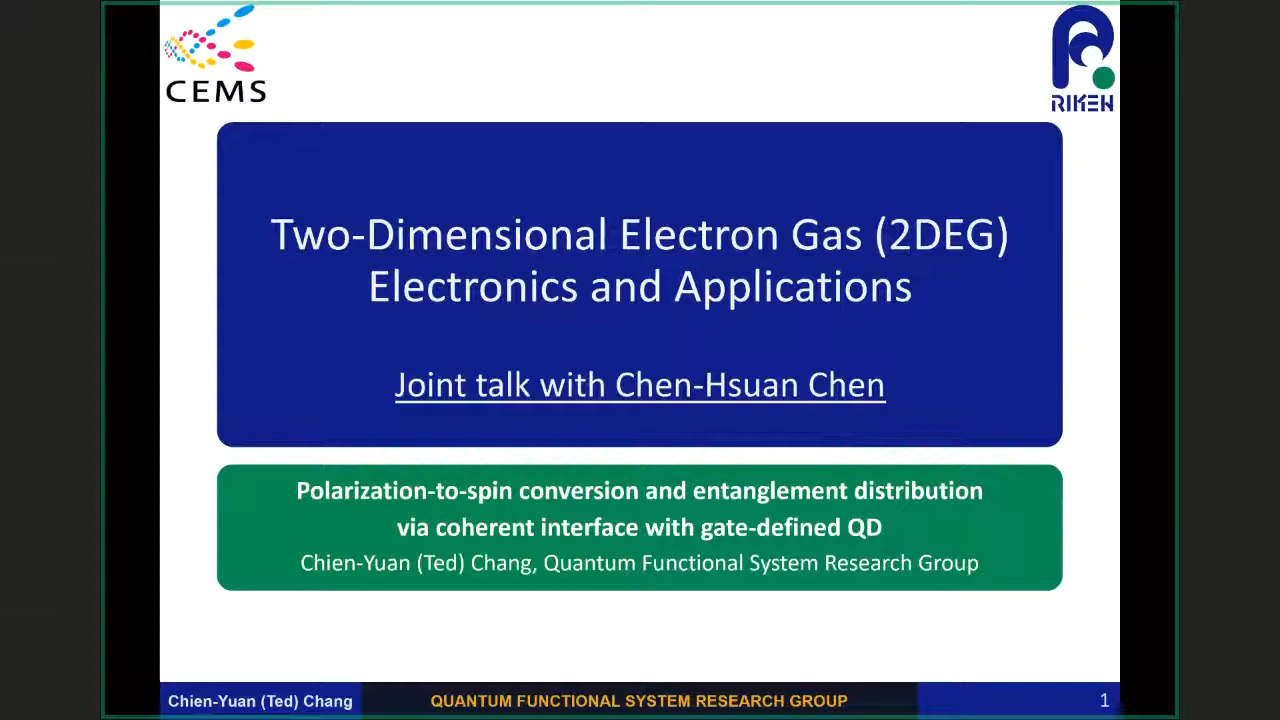 CEMS
RIKEN
Two-Dimensional Electron Gas (2DEG)
Electronics and Applications
Joint talk with Chen-Hsuan Chen
Polarization-to-spin conversion and entanglement distribution
via coherent interface with gate-defined QD
Chien-Yuan (Ted) Chang, Quantum Functional System Research Group
Chien-Yuan (Ted) Chang
QUANTUM FUNCTIONAL SYSTEM RESEARCH GROUP
1